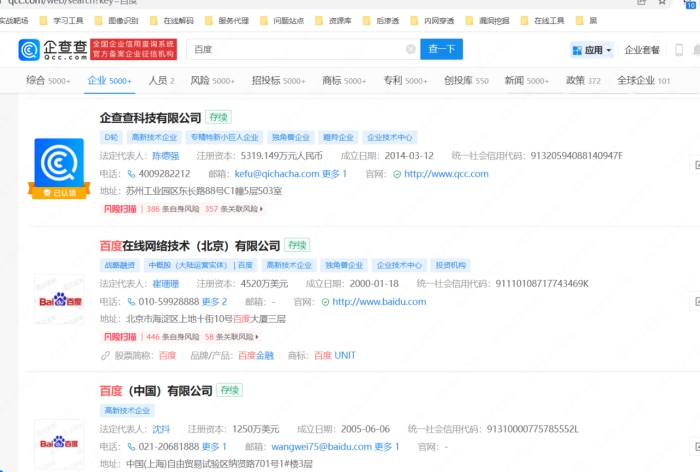 qcc.com/web/search?key=百度
实战靶场 学习工具 图像识别 在线解码 服务代理 问题站点 资源库 后渗透 内网穿透 漏洞挖掘 在线工具 黑
企查查 Qcc.com 全国企业信用查询系统 官方备案企业征信机构 百度 查一下 应用 企业套餐
综合 5000+ 企业 5000+ 人员 2 风险 5000+ 招投标 5000+ 商标 5000+ 专利 5000+ 创投库 550 新闻 5000+ 政策 372 全球企业 101
企查查科技有限公司 存续
D轮 高新技术企业 专精特新小巨人企业 独角兽企业 瞪羚企业 企业技术中心
法定代表人: 陈德强 注册资本: 5319.149万元人民币 成立日期: 2014-03-12 统一社会信用代码: 91320594088140947F
电话: 4009282212 邮箱: kefu@qichacha.com 更多 1 官网: http://www.qcc.com
已认证
地址: 苏州工业园区东长路88号C1幢5层503室
风险扫描 386 条自身风险 357 条关联风险
百度在线网络技术(北京)有限公司 存续
战略融资 中概股(大陆运营实体) | 百度 高新技术企业 独角兽企业 企业技术中心 投资机构
法定代表人: 崔珊珊 注册资本: 4520万美元 成立日期: 2000-01-18 统一社会信用代码: 91110108717743469K
Bai 百度
电话: 010-59928888 更多 2 邮箱: - 官网: http://www.baidu.com
地址: 北京市海淀区上地十街10号百度大厦三层
风险扫描 446 条自身风险 58 条关联风险
股票简称: 百度 品牌/产品: 百度金融 商标: 百度 UNIT
百度(中国)有限公司 存续
高新技术企业
法定代表人: 沈抖 注册资本: 1250万美元 成立日期: 2005-06-06 统一社会信用代码: 91310000775785552L
Bai 百度
电话: 021-20681888 更多 1 邮箱: wangwei75@baidu.com 更多 1 官网: -
地址: 中国(上海)自由贸易试验区纳贤路701号1#楼3层